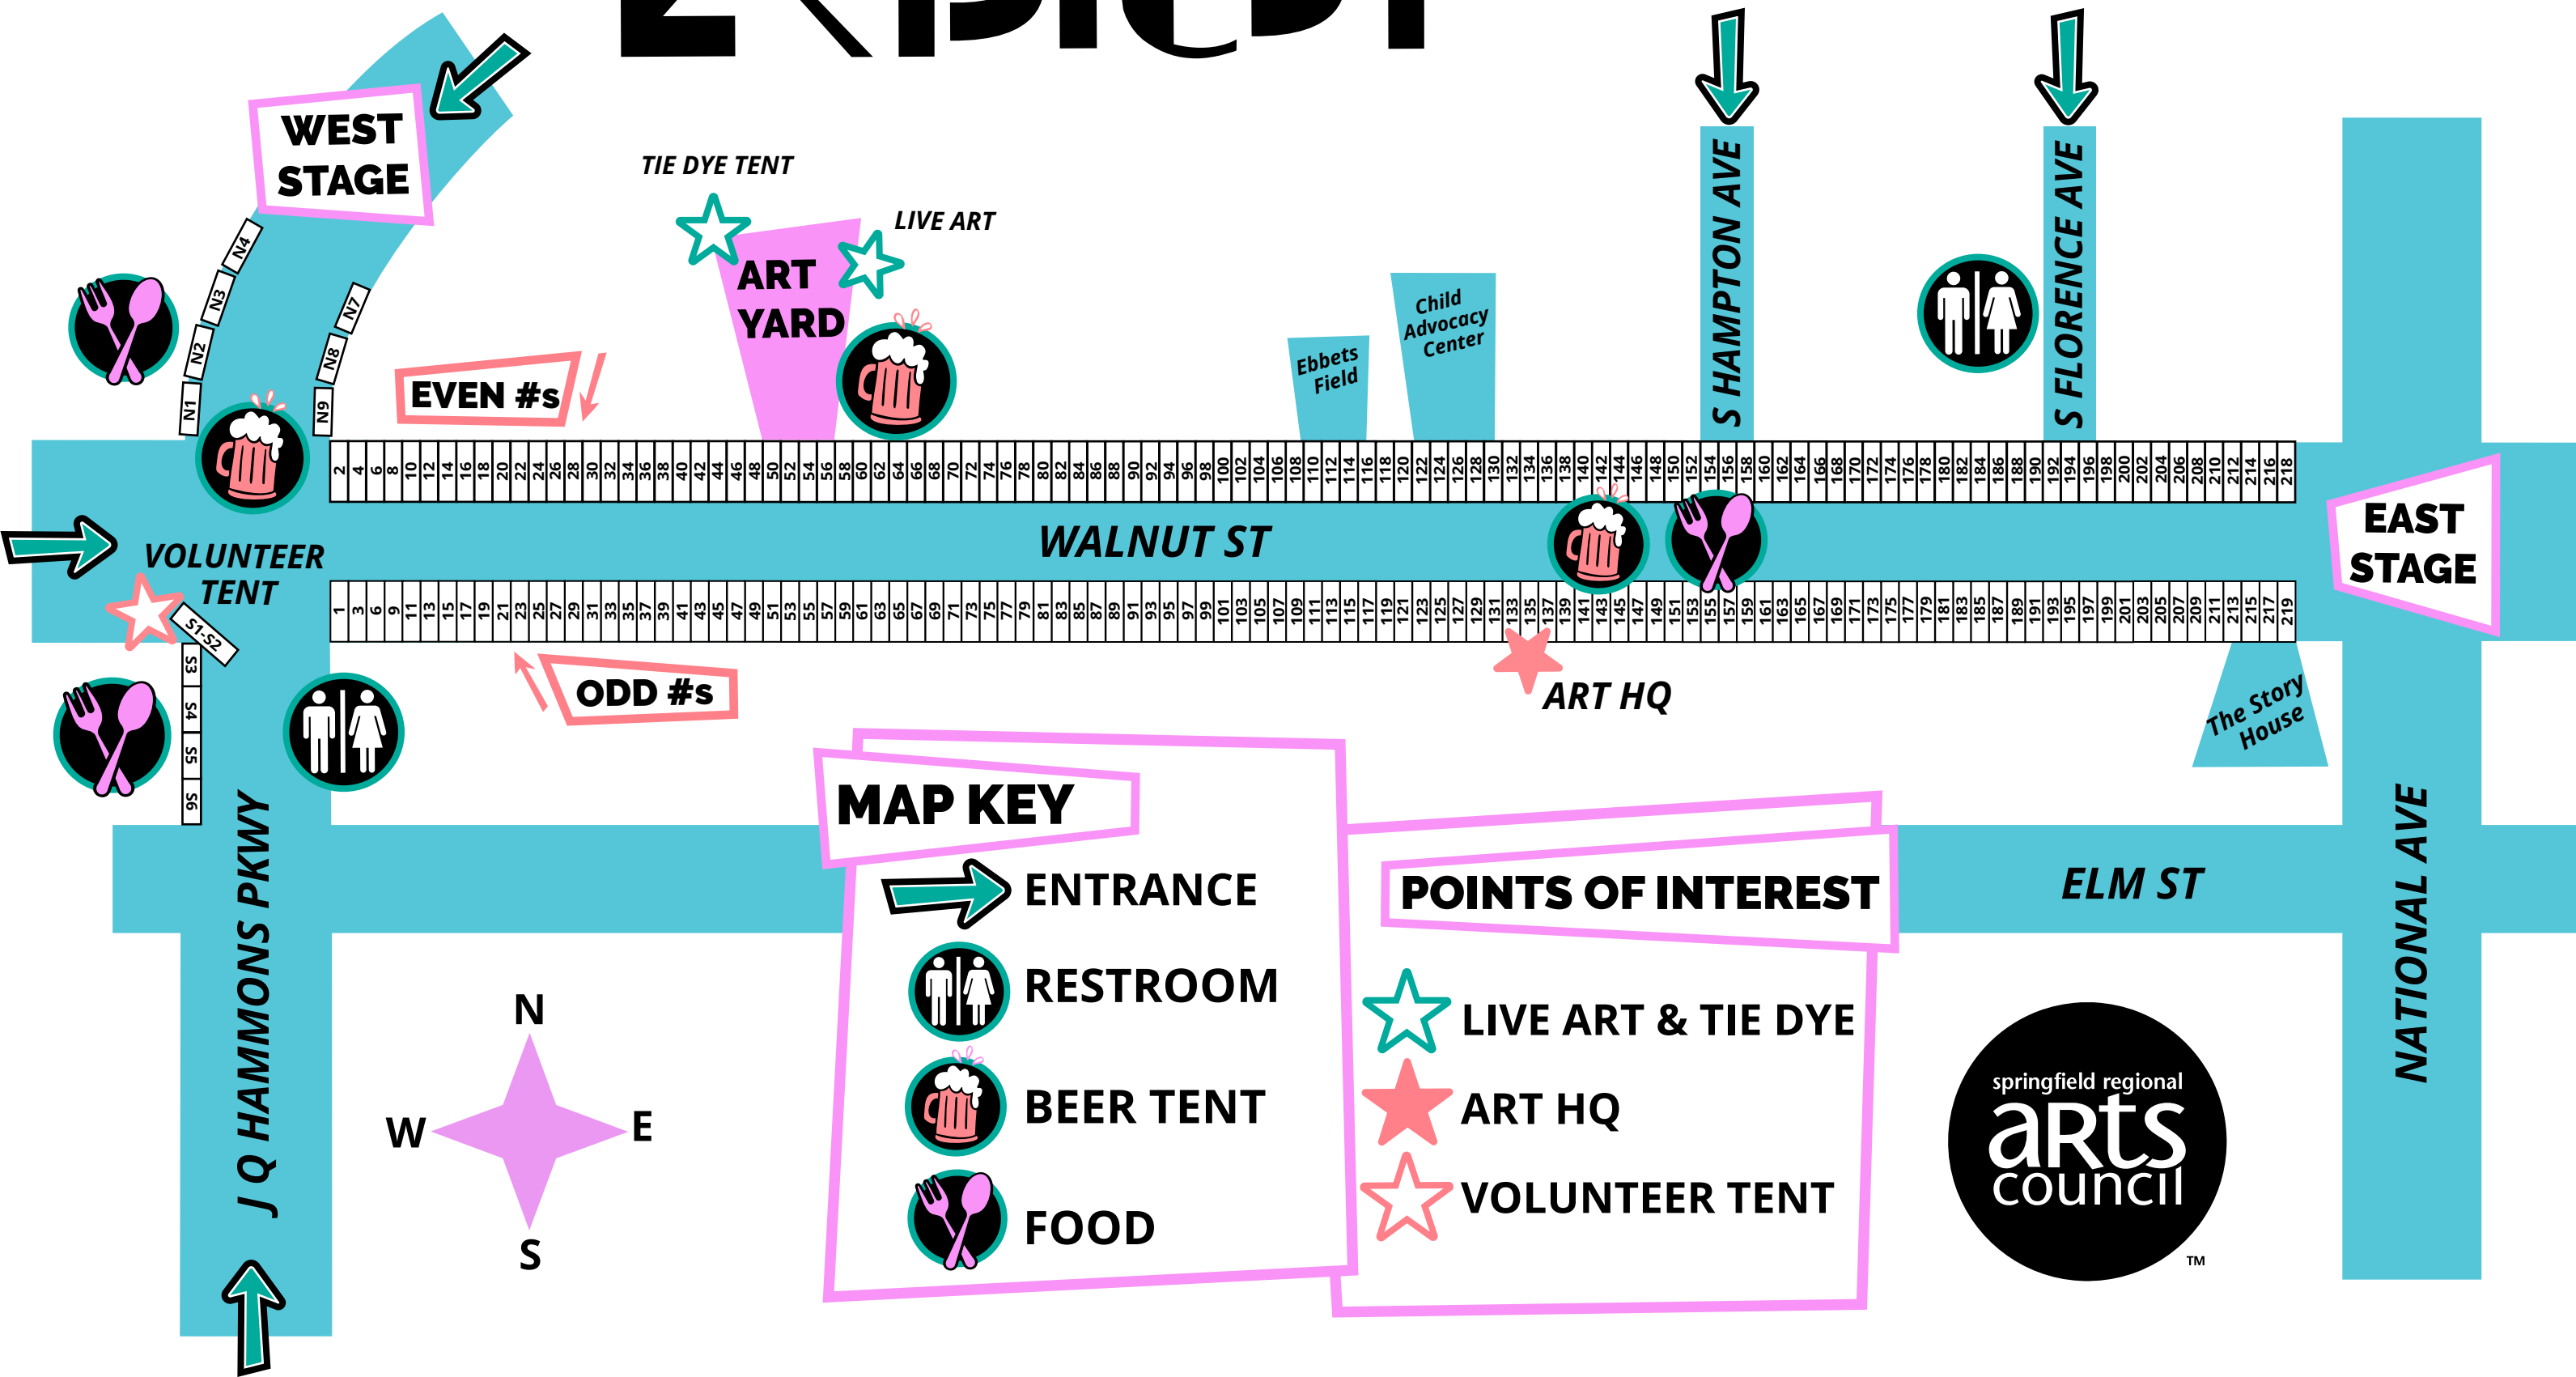 WEST
STAGE
TIE DYE TENT
LIVE ART
ART
YARD
N4
N3
N2
N1
N7
N8
N9
EVEN #s
Ebbets
Field
Child
Advocacy
Center
S HAMPTON AVE
S FLORENCE AVE
2 4 6 8 10 12 14 16 18 20 22 24 26 28 30 32 34 36 38 40 42 44 46 48 50 52 54 56 58 60 62 64 66 68 70 72 74 76 78 80 82 84 86 88 90 92 94 96 98 100 102 104 106 108 110 112 114 116 118 120 122 124 126 128 130 132 134 136 138 140 142 144 146 148 150 152 154 156 158 160 162 164 166 168 170 172 174 176 178 180 182 184 186 188 190 192 194 196 198 200 202 204 206 208 210 212 214 216 218
WALNUT ST
EAST
STAGE
VOLUNTEER
TENT
1 3 6 9 11 13 15 17 19 21 23 25 27 29 31 33 35 37 39 41 43 45 47 49 51 53 55 57 59 61 63 65 67 69 71 73 75 77 79 81 83 85 87 89 91 93 95 97 99 101 103 105 107 109 111 113 115 117 119 121 123 125 127 129 131 133 135 137 139 141 143 145 147 149 151 153 155 157 159 161 163 165 167 169 171 173 175 177 179 181 183 185 187 189 191 193 195 197 199 201 203 205 207 209 211 213 215 217 219
S1-S2
S3
S4
S5
S6
ODD #s
ART HQ
The Story
House
J Q HAMMONS PKWY
NATIONAL AVE
ELM ST
MAP KEY
ENTRANCE
RESTROOM
BEER TENT
FOOD
POINTS OF INTEREST
LIVE ART & TIE DYE
ART HQ
VOLUNTEER TENT
N
W
E
S
springfield regional
arts
council
TM